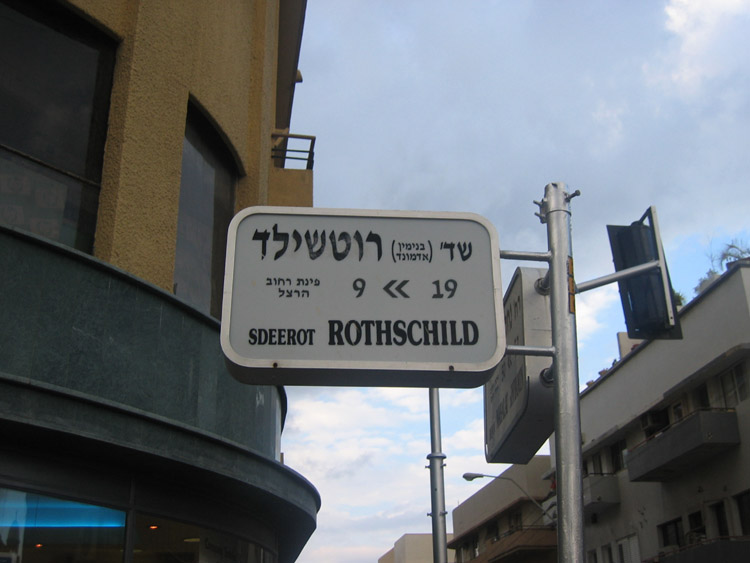 שד' (בנימין אדמונד) רוטשילד
פינת רחוב הרצל
19 >> 9
SDEEROT ROTHSCHILD